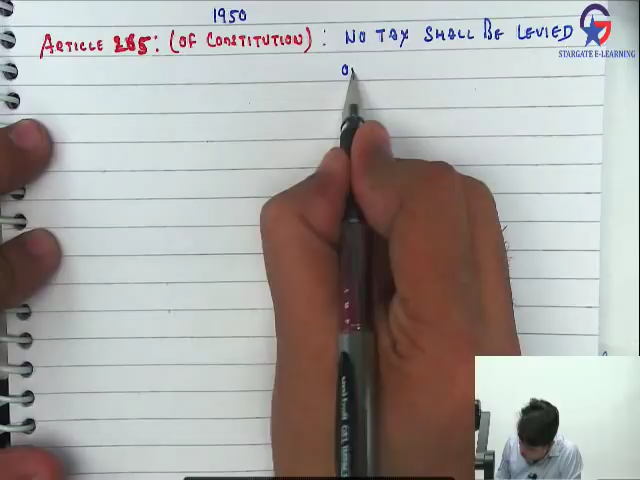 1950
ARTICLE 265: (OF CONSTITUTION): NO TAX SHALL BE LEVIED
O
STARGATE E-LEARNING